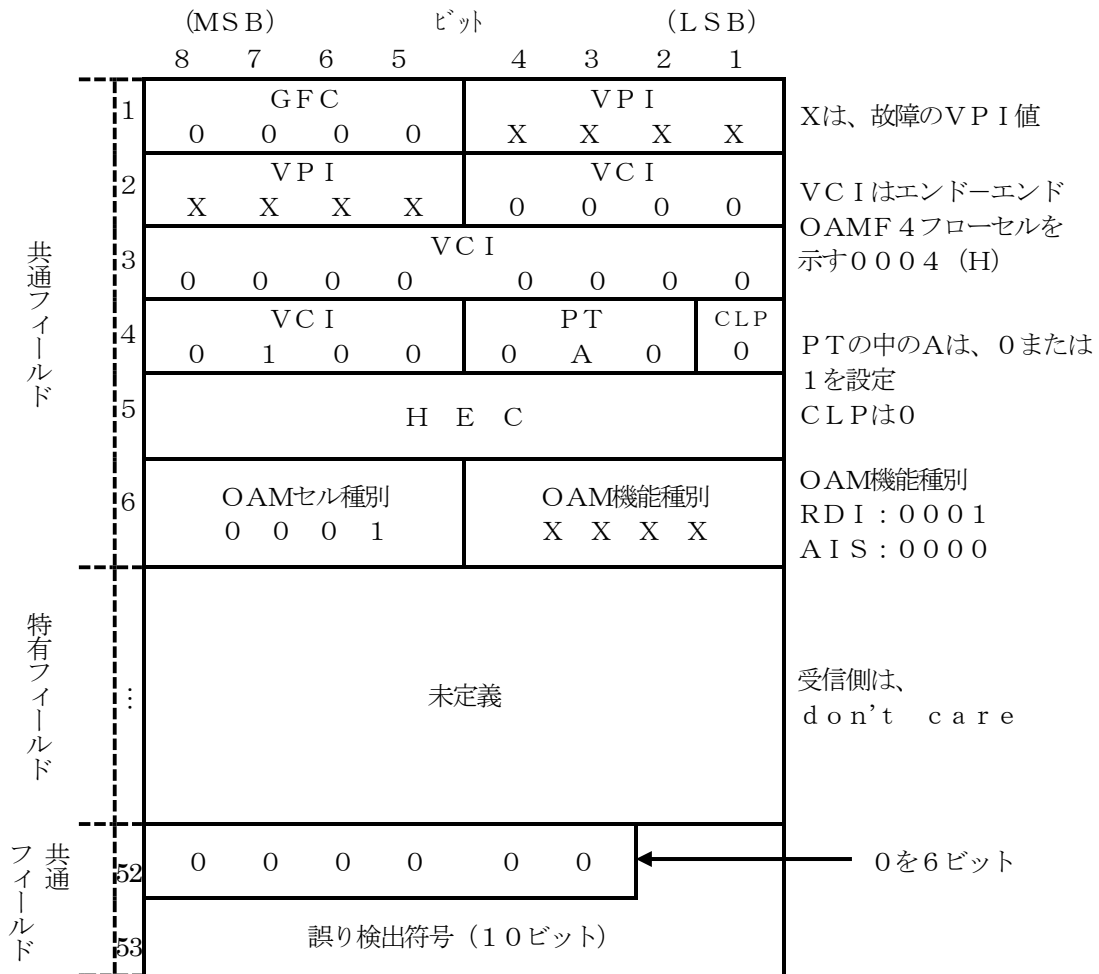 (MSB) ビット (LSB)
8 7 6 5 4 3 2 1
1 GFC VPI
0 0 0 0 X X X X
Xは、故障のVPI値
2 VPI VCI
X X X X 0 0 0 0
VCIはエンドーエンド
OAMF4フローセルを
示す0004(H)
3 VCI
0 0 0 0 0 0 0 0
4 VCI PT CLP
0 1 0 0 0 A 0 0
PTの中のAは、0または
1を設定
CLPは0
5 HEC
共通フィールド
6 OAMセル種別 OAM機能種別
0 0 0 1 X X X X
OAM機能種別
RDI:0001
AIS:0000
特有フィールド
⋮ 未定義
受信側は、
don't care
共通
フィールド
52 0 0 0 0 0 0
0を6ビット
53 誤り検出符号(10ビット)